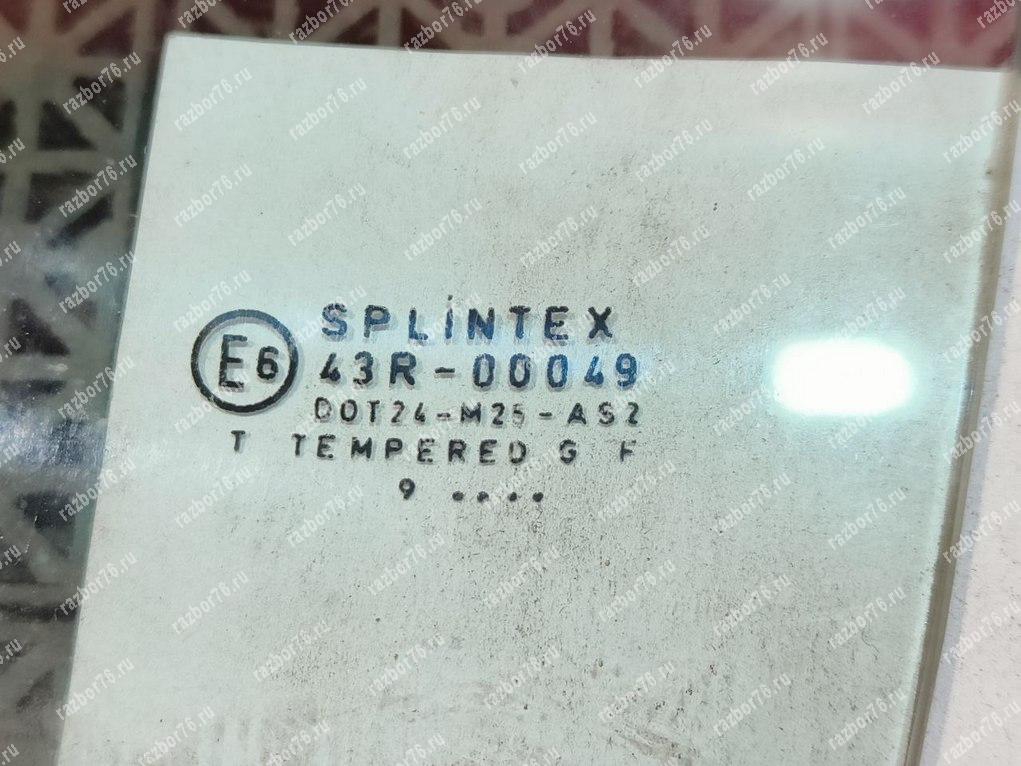 SPLINTEX
E6 43R-00049
DOT24-M25-AS2
T TEMPERED G F
9 ....
razbor76.ru